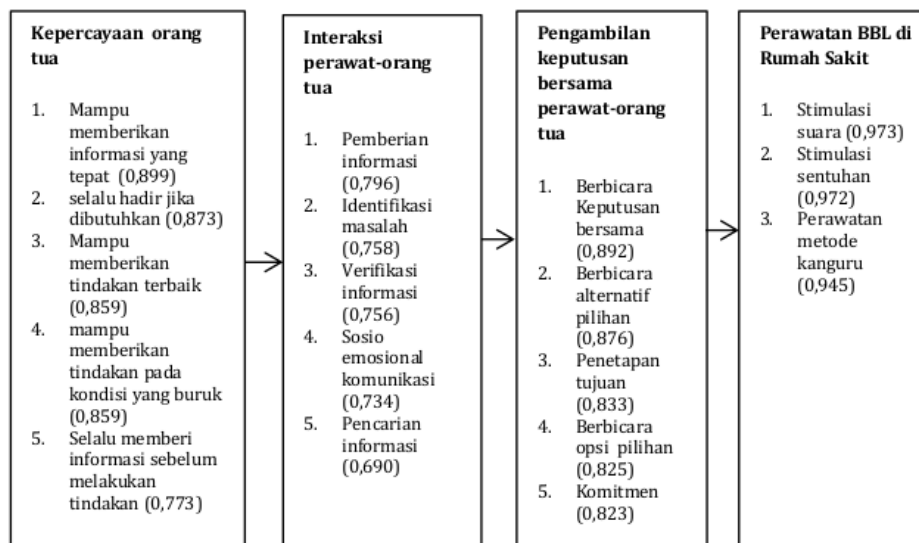 Kepercayaan orang
tua
1. Mampu
memberikan
informasi yang
tepat (0,899)
2. selalu hadir jika
dibutuhkan (0,873)
3. Mampu
memberikan
tindakan terbaik
(0,859)
4. mampu
memberikan
tindakan pada
kondisi yang buruk
(0,859)
5. Selalu memberi
informasi sebelum
melakukan
tindakan (0,773)
Interaksi
perawat-orang
tua
1. Pemberian
informasi
(0,796)
2. Identifikasi
masalah
(0,758)
3. Verifikasi
informasi
(0,756)
4. Sosio
emosional
komunikasi
(0,734)
5. Pencarian
informasi
(0,690)
Pengambilan
keputusan
bersama
perawat-orang
tua
1. Berbicara
Keputusan
bersama
(0,892)
2. Berbicara
alternatif
pilihan
(0,876)
3. Penetapan
tujuan
(0,833)
4. Berbicara
opsi pilihan
(0,825)
5. Komitmen
(0,823)
Perawatan BBL di
Rumah Sakit
1. Stimulasi
suara (0,973)
2. Stimulasi
sentuhan
(0,972)
3. Perawatan
metode
kanguru
(0,945)